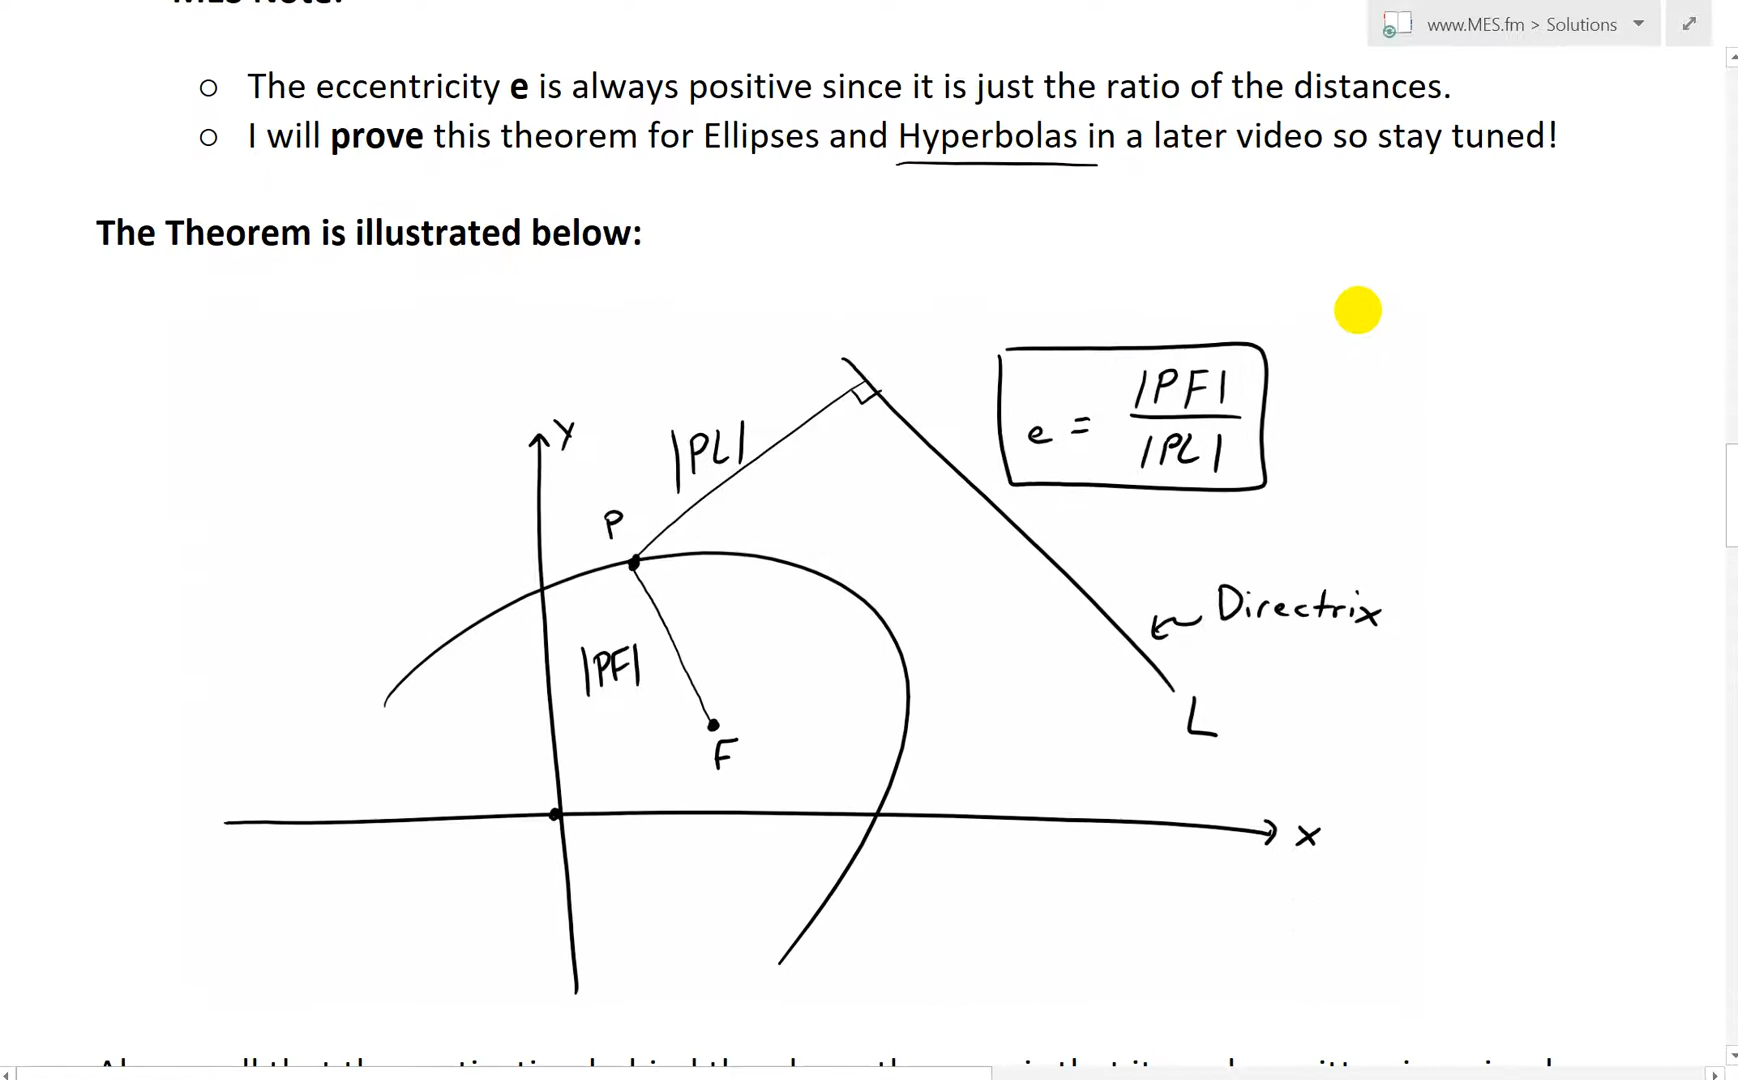 www.MES.fm > Solutions
○ The eccentricity e is always positive since it is just the ratio of the distances.
○ I will prove this theorem for Ellipses and Hyperbolas in a later video so stay tuned!
The Theorem is illustrated below:
e = |PF| / |PL|
Y
|PL|
P
Directrix
|PF|
L
F
x